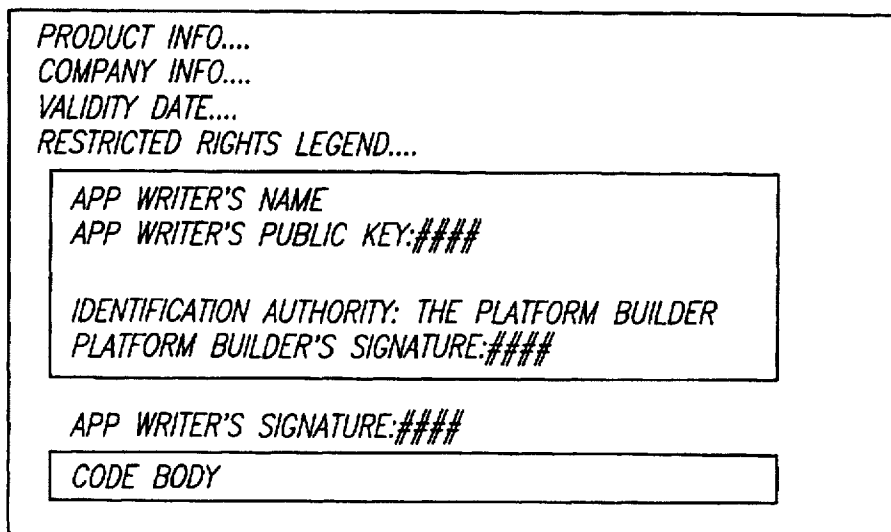 PRODUCT INFO....
COMPANY INFO....
VALIDITY DATE....
RESTRICTED RIGHTS LEGEND....
APP WRITER'S NAME
APP WRITER'S PUBLIC KEY:####
IDENTIFICATION AUTHORITY: THE PLATFORM BUILDER
PLATFORM BUILDER'S SIGNATURE:####
APP WRITER'S SIGNATURE:####
CODE BODY